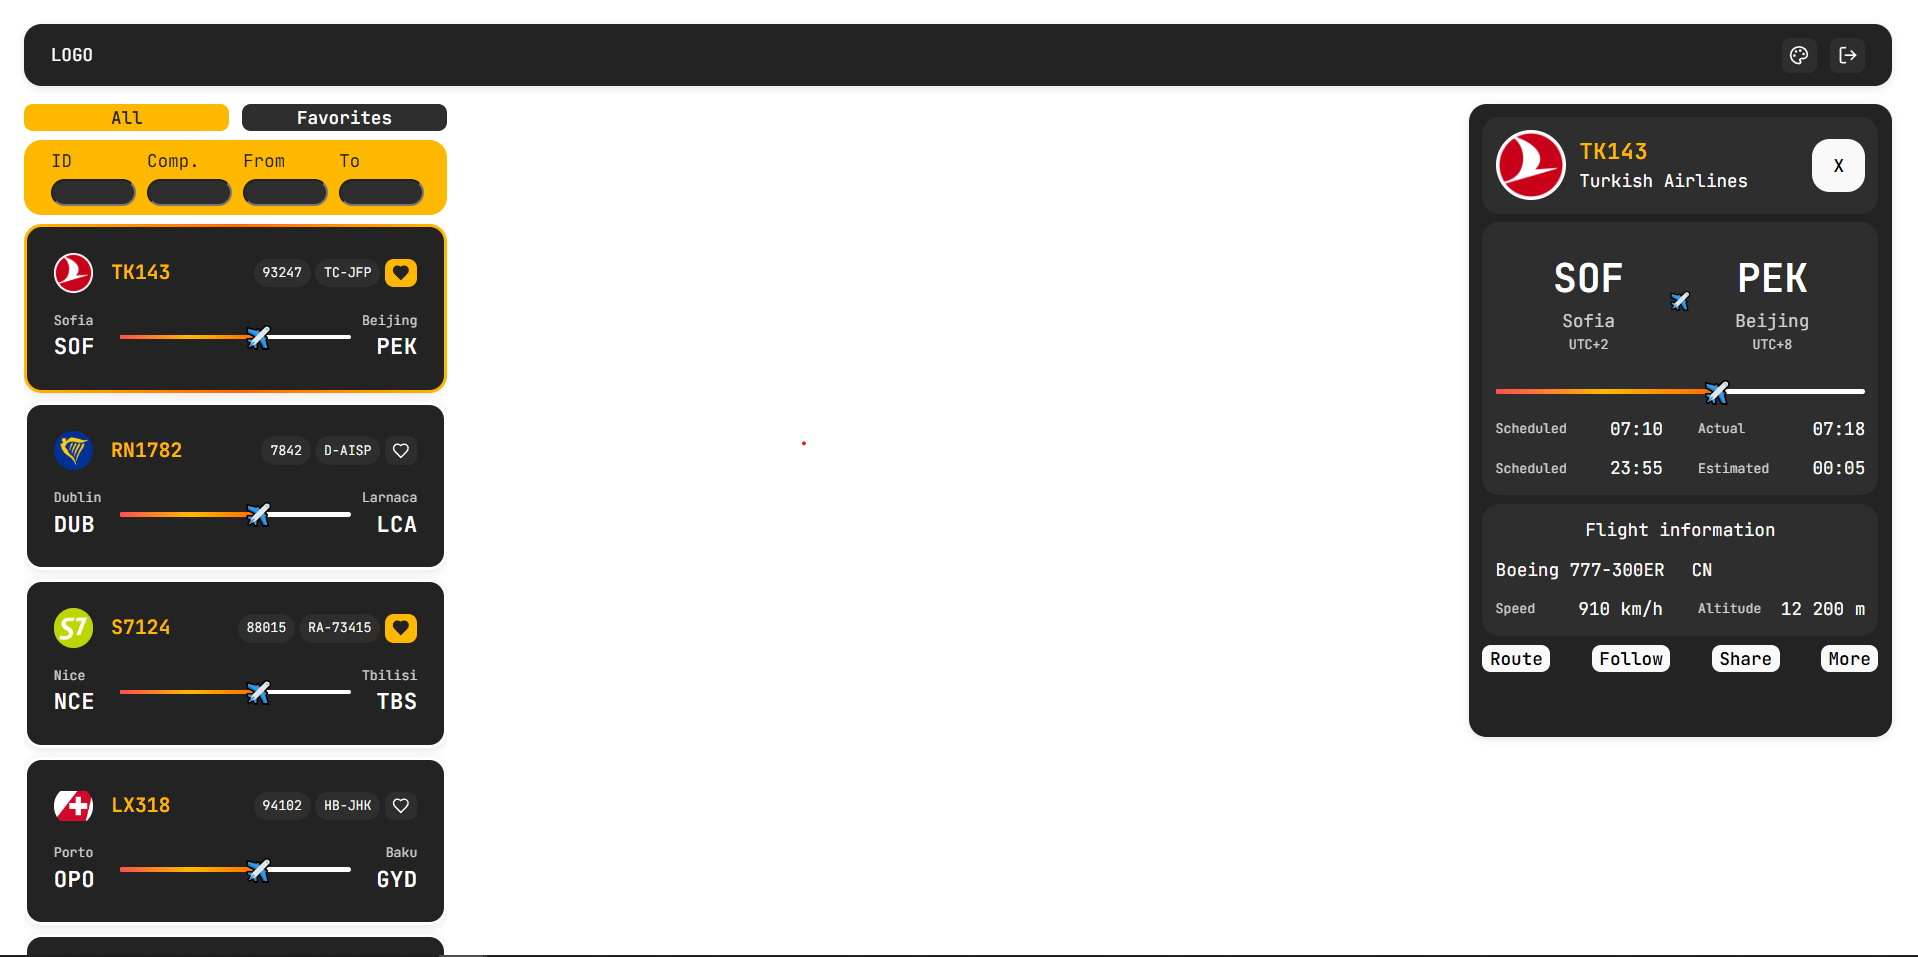 LOGO
All Favorites
ID Comp. From To
TK143 93247 TC-JFP
Sofia Beijing
SOF PEK
RN1782 7842 D-AISP
Dublin Larnaca
DUB LCA
S7 S7124 88015 RA-73415
Nice Tbilisi
NCE TBS
LX318 94102 HB-JHK
Porto Baku
OPO GYD
TK143
Turkish Airlines
X
SOF PEK
Sofia Beijing
UTC+2 UTC+8
Scheduled 07:10 Actual 07:18
Scheduled 23:55 Estimated 00:05
Flight information
Boeing 777-300ER CN
Speed 910 km/h Altitude 12 200 m
Route Follow Share More